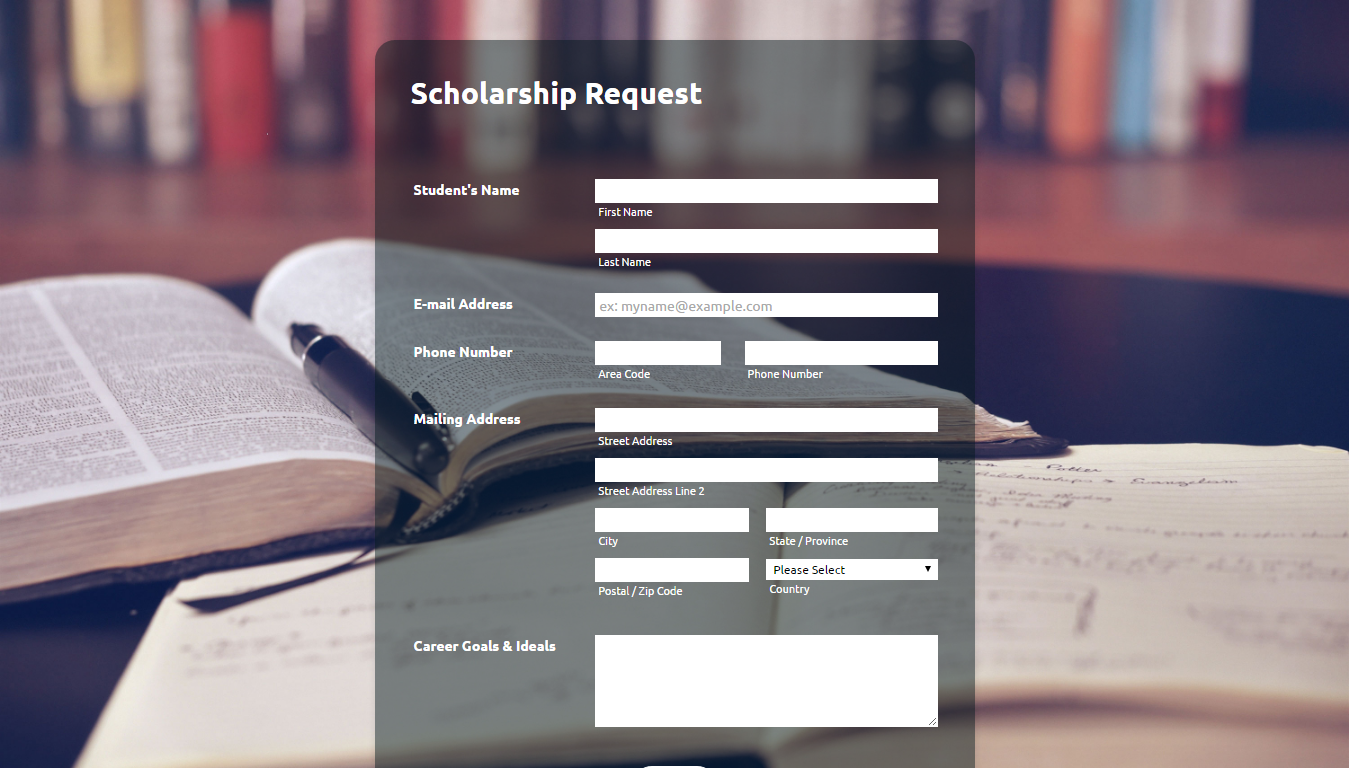 Scholarship Request
Student's Name
First Name
Last Name
E-mail Address
ex: myname@example.com
Phone Number
Area Code
Phone Number
Mailing Address
Street Address
Street Address Line 2
City
State / Province
Postal / Zip Code
Please Select
Country
Career Goals & Ideals